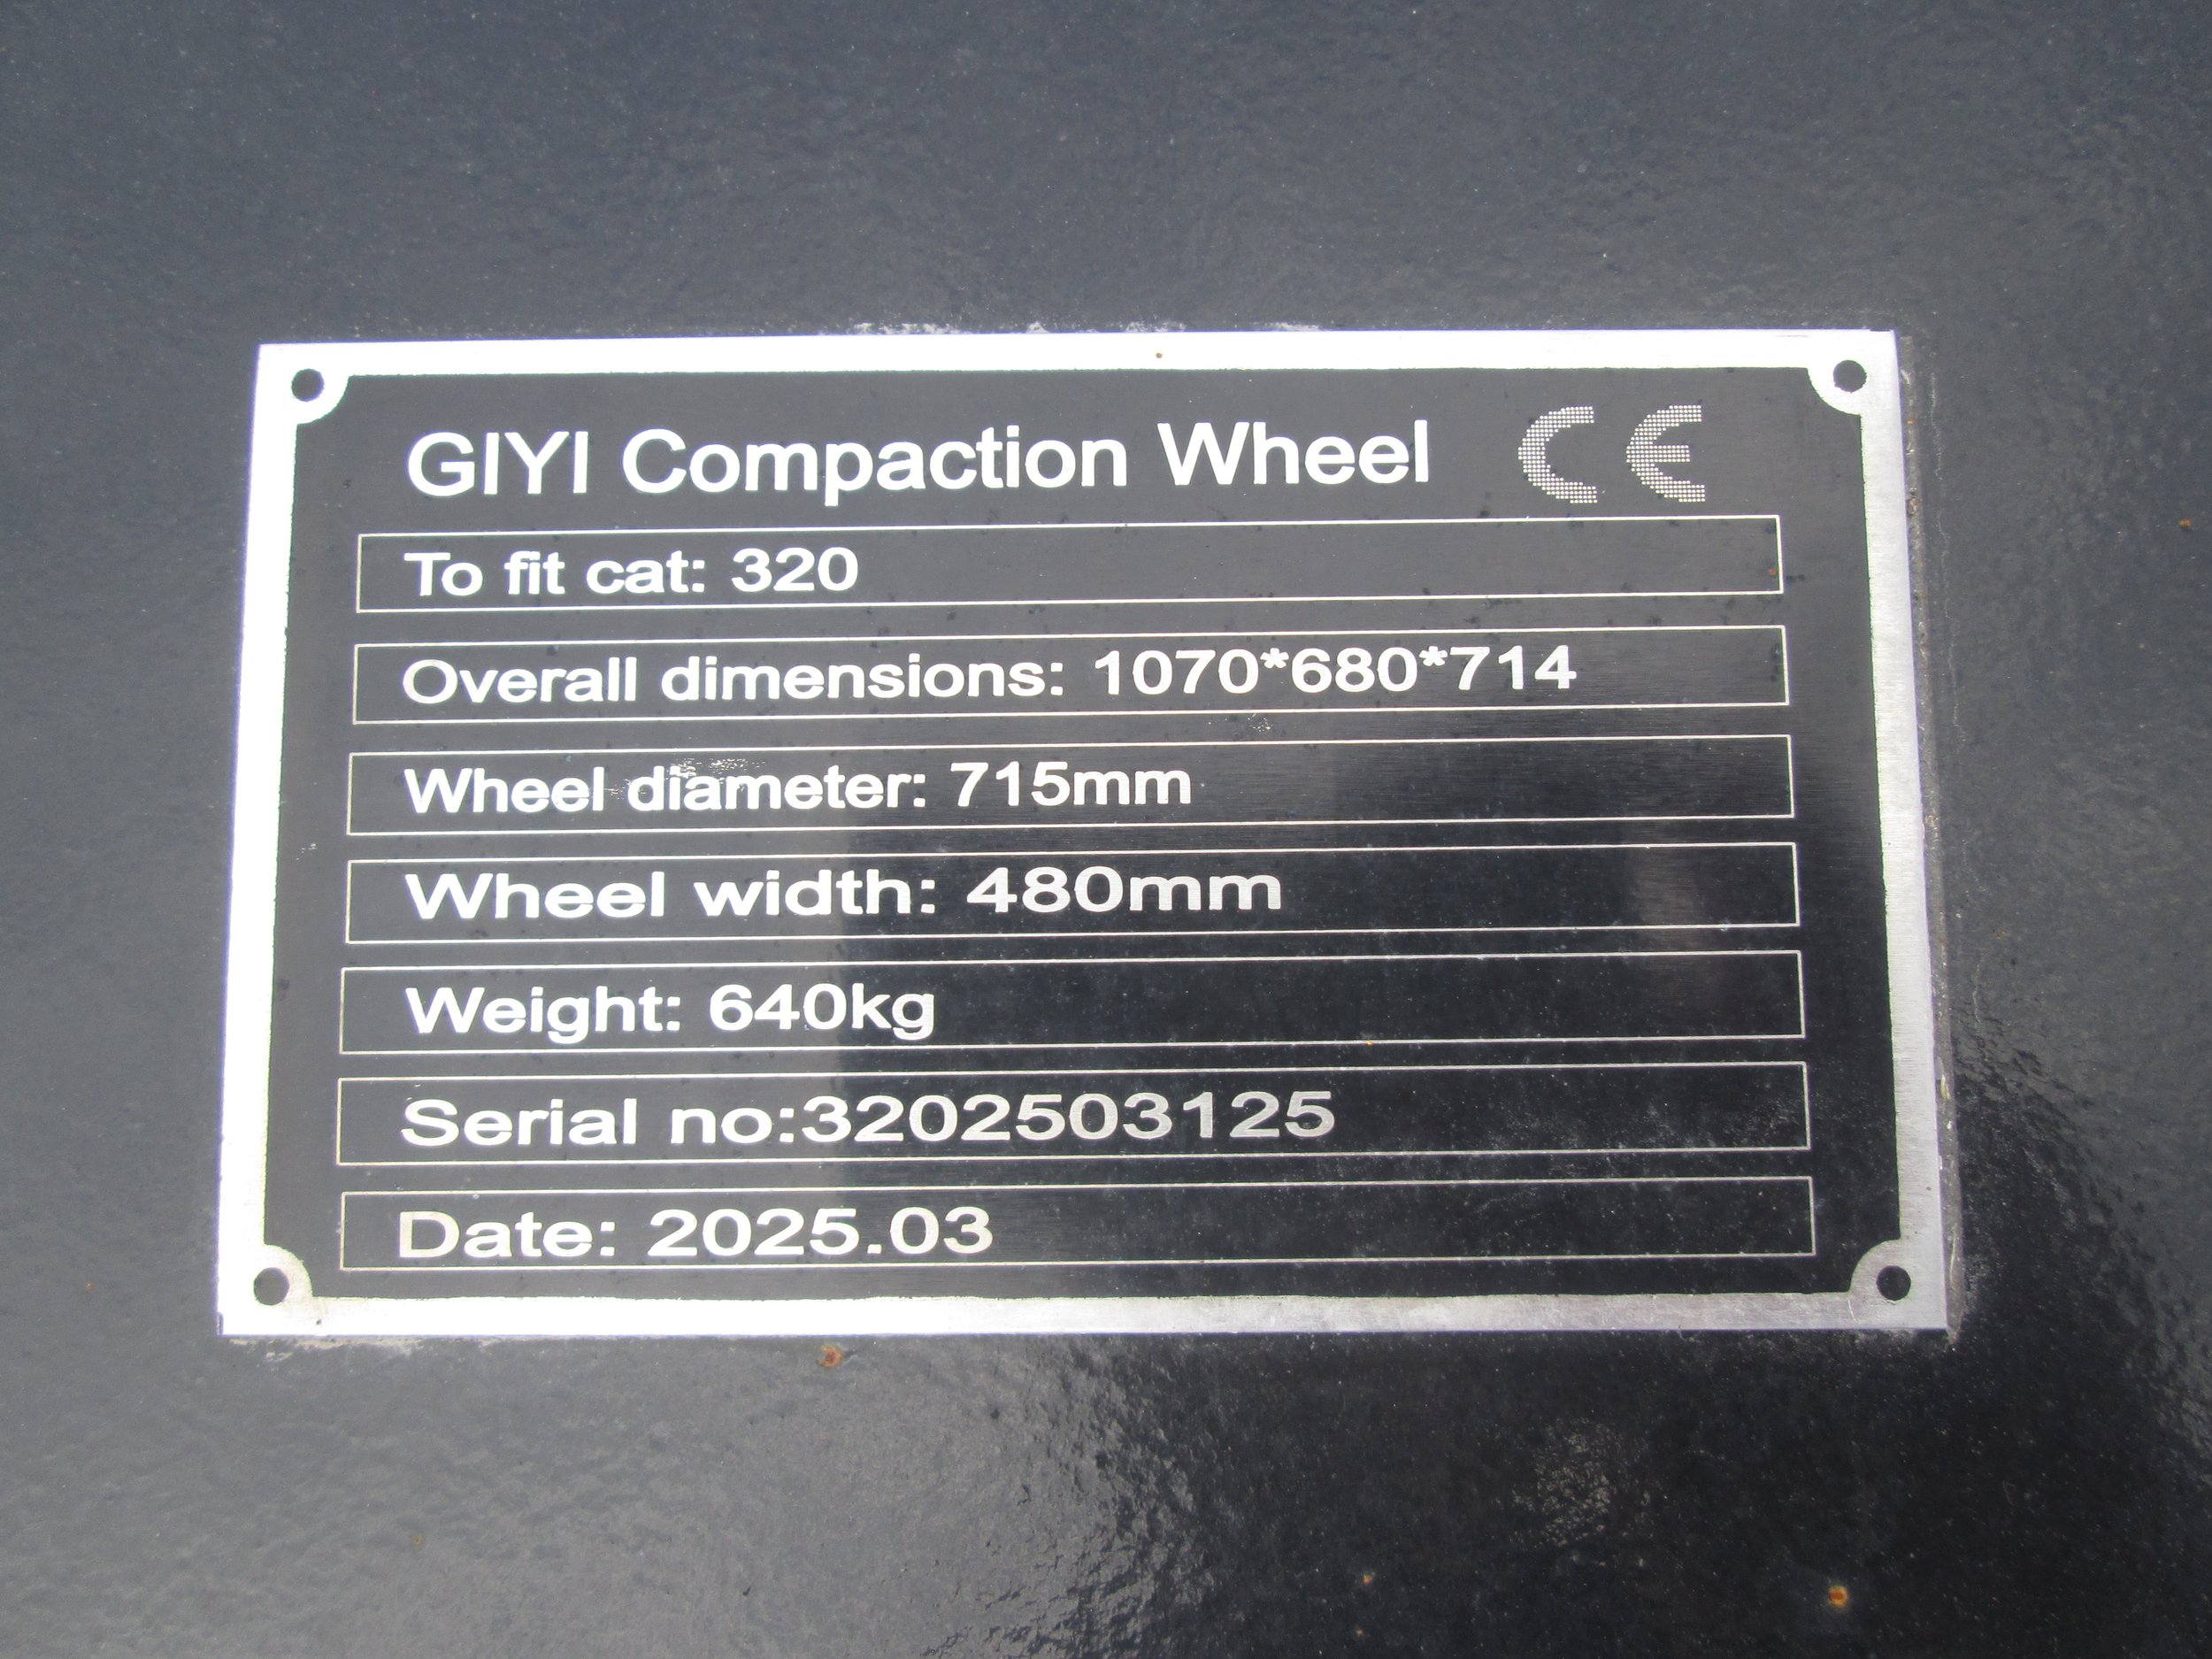 GIYI Compaction Wheel CE
To fit cat: 320
Overall dimensions: 1070*680*714
Wheel diameter: 715mm
Wheel width: 480mm
Weight: 640kg
Serial no:3202503125
Date: 2025.03